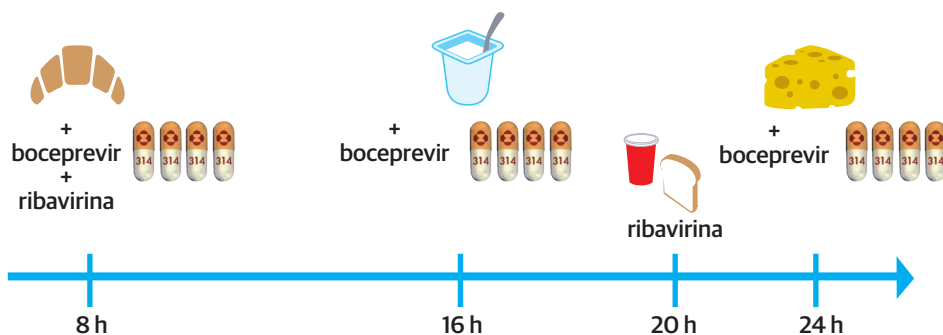 +
boceprevir
+
ribavirina
314 314 314 314
+
boceprevir
314 314 314 314
ribavirina
+
boceprevir
314 314 314 314
8 h
16 h
20 h
24 h